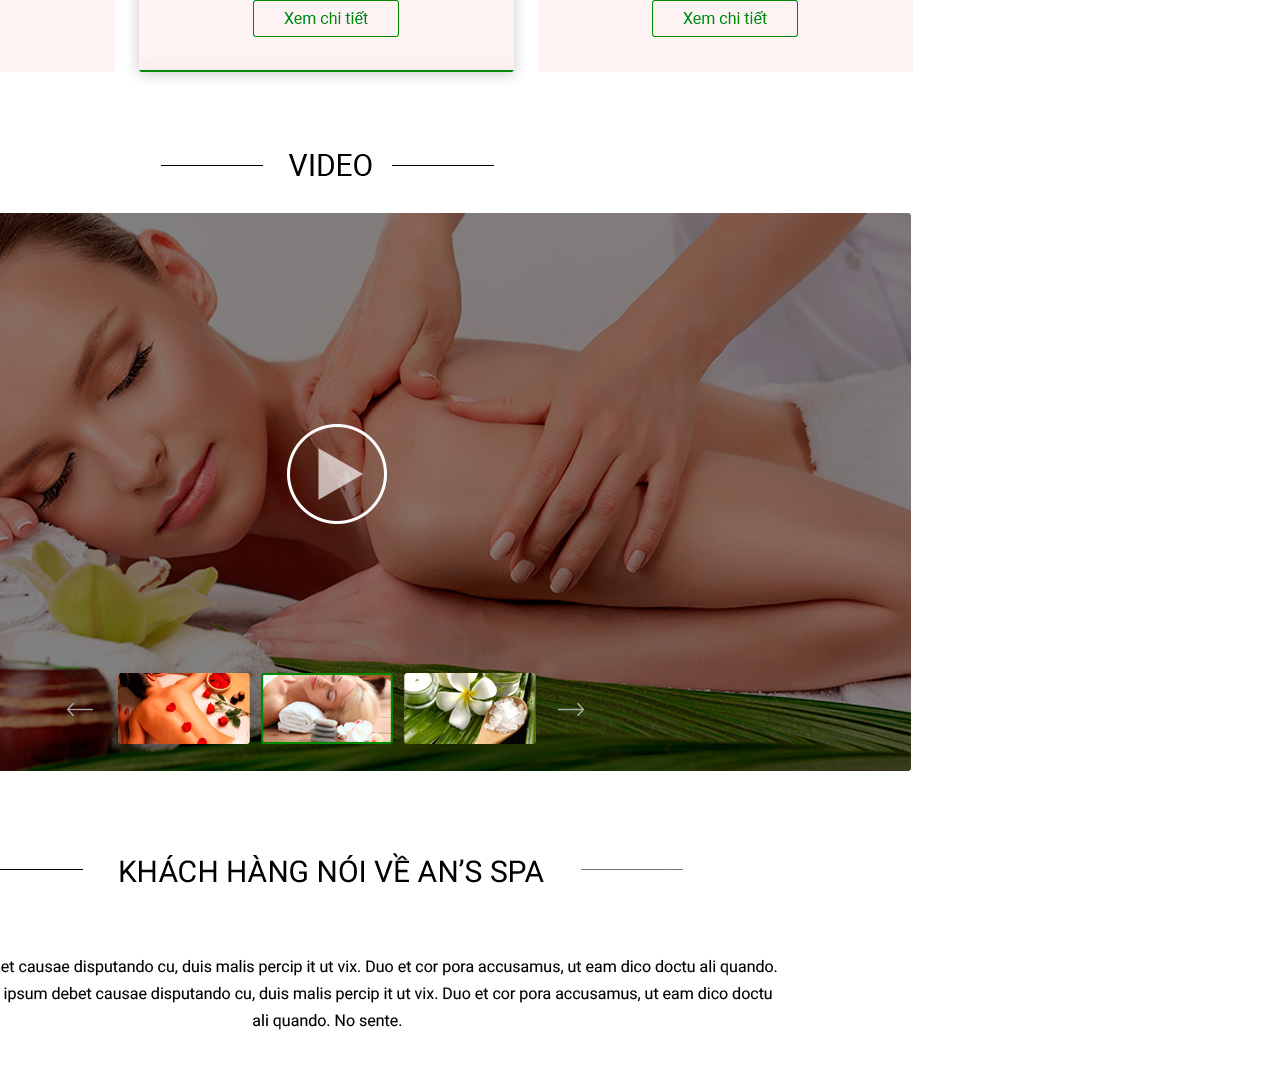 Xem chi tiết
Xem chi tiết
VIDEO
KHÁCH HÀNG NÓI VỀ AN’S SPA
et causae disputando cu, duis malis percip it ut vix. Duo et cor pora accusamus, ut eam dico doctu ali quando.
ipsum debet causae disputando cu, duis malis percip it ut vix. Duo et cor pora accusamus, ut eam dico doctu
ali quando. No sente.